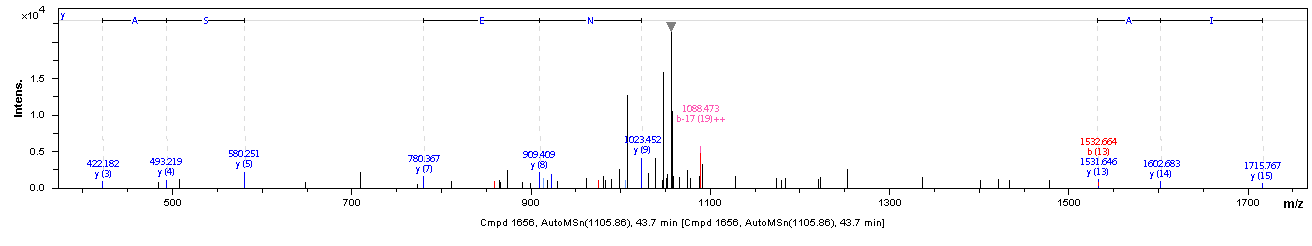 ×10⁴
y
A S E N A I
Intens.
1.5
1.0
0.5
0.0
422.182
y (3)
493.219
y (4)
580.251
y (5)
780.367
y (7)
909.409
y (8)
1023.452
y (9)
1088.473
b-17 (19)++
1532.664
b (13)
1531.646
y (13)
1602.683
y (14)
1715.767
y (15)
500 700 900 1100 1300 1500 1700 m/z
Cmpd 1656, AutoMSn(1105.86), 43.7 min [Cmpd 1656, AutoMSn(1105.86), 43.7 min]